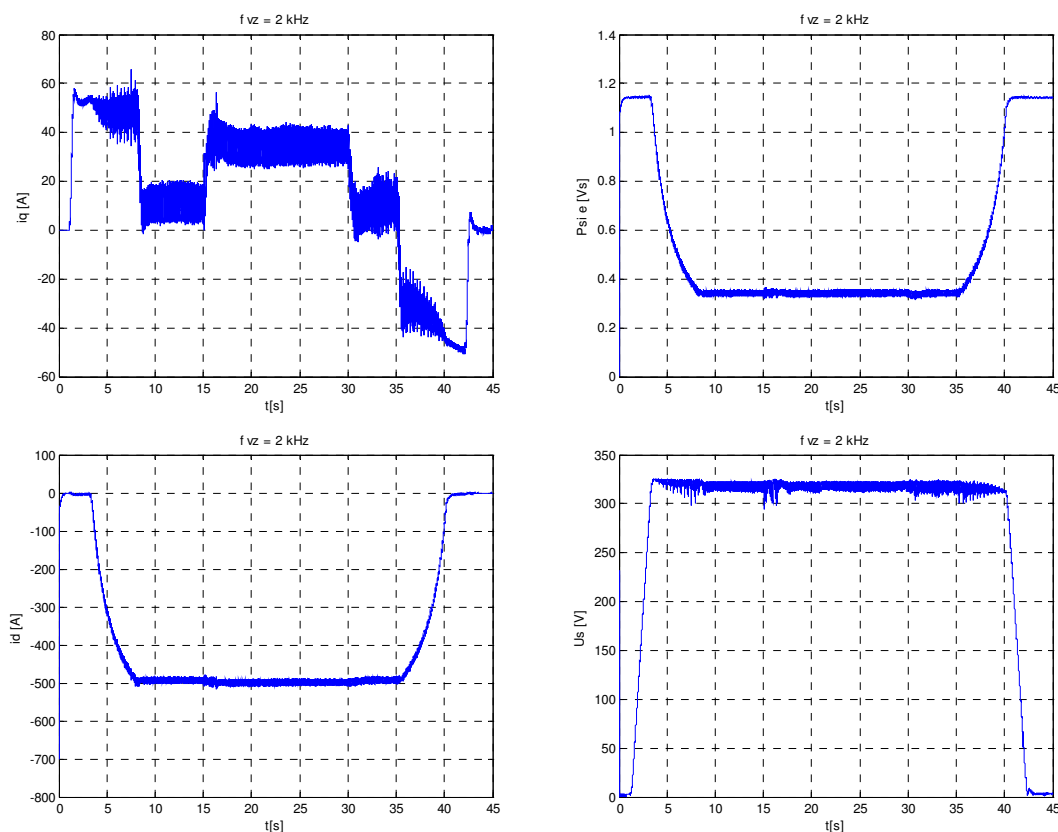 f vz = 2 kHz
80
60
40
20
0
-20
-40
-60
0 5 10 15 20 25 30 35 40 45
iq [A]
t[s]
f vz = 2 kHz
1.4
1.2
1
0.8
0.6
0.4
0.2
0
0 5 10 15 20 25 30 35 40 45
Psi e [Vs]
t[s]
f vz = 2 kHz
100
0
-100
-200
-300
-400
-500
-600
-700
-800
0 5 10 15 20 25 30 35 40 45
id [A]
t[s]
f vz = 2 kHz
350
300
250
200
150
100
50
0
0 5 10 15 20 25 30 35 40 45
Us [V]
t[s]